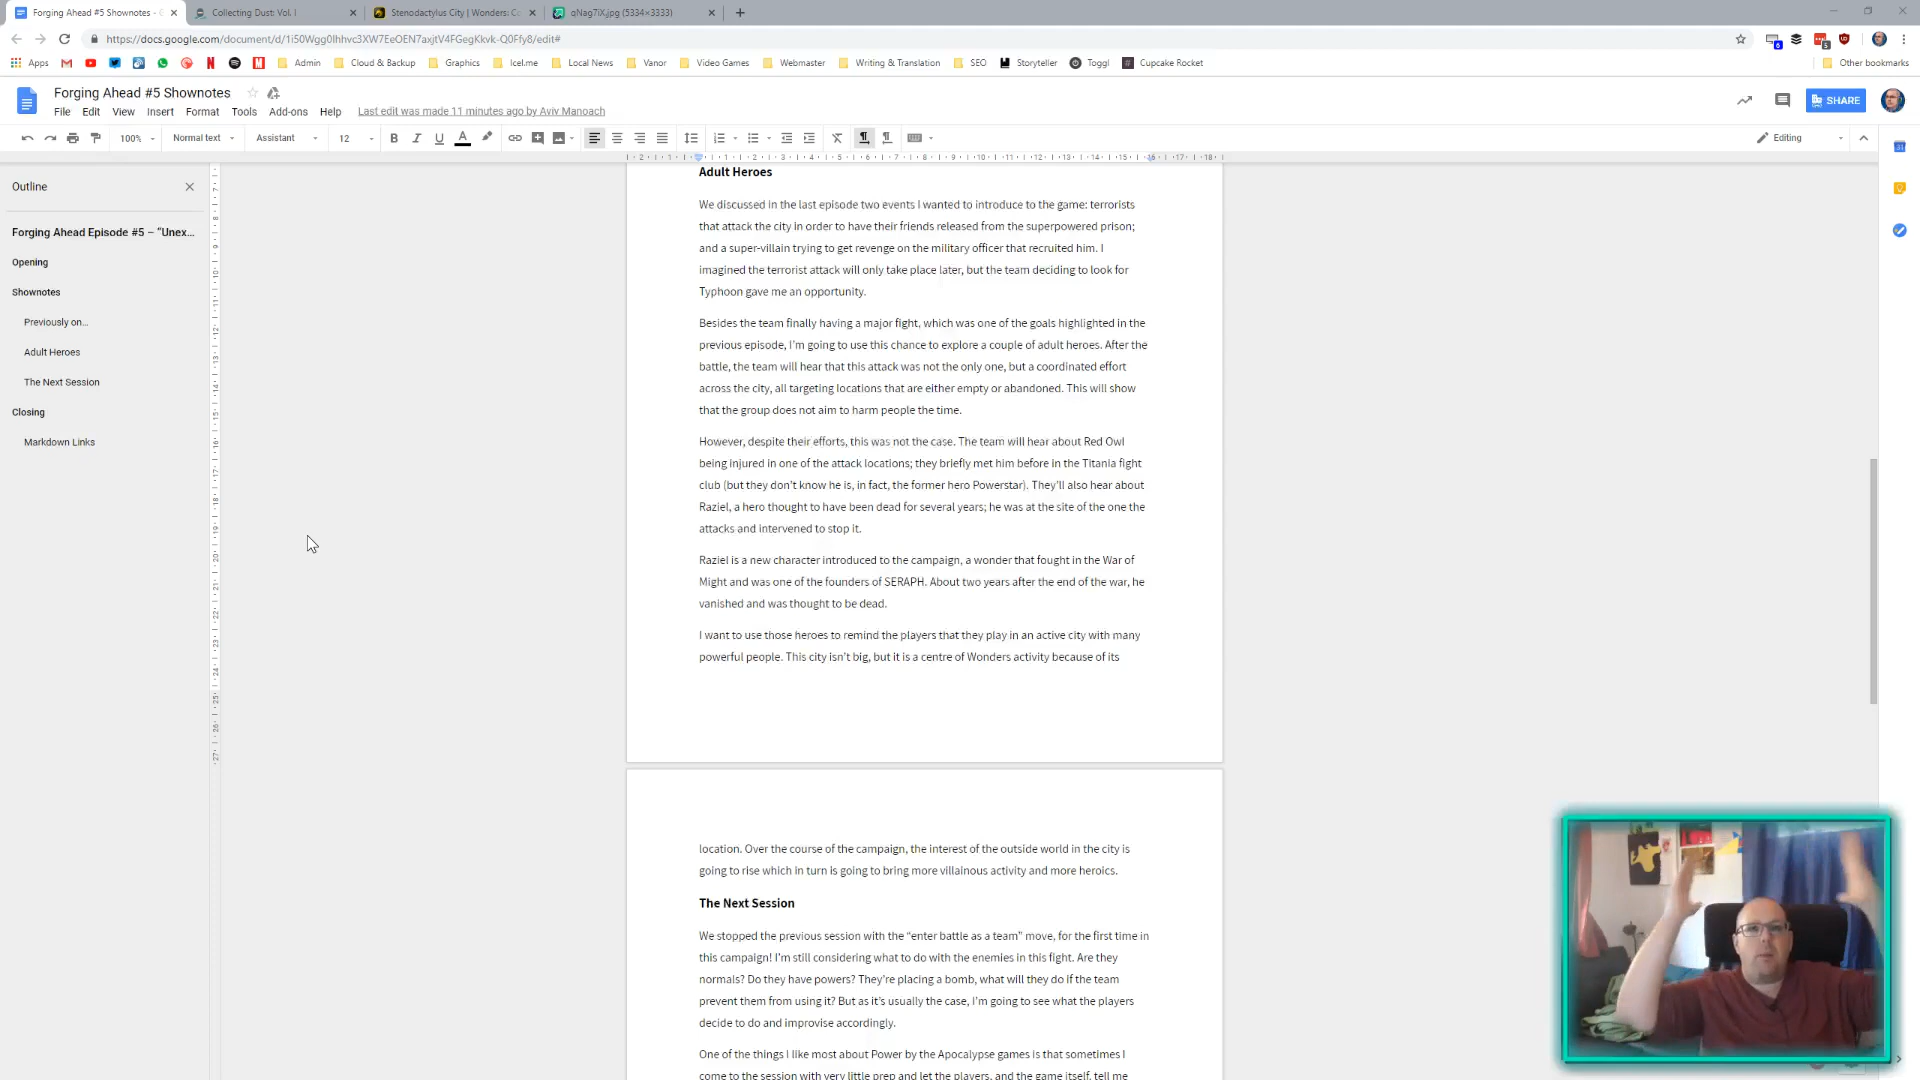 Forging Ahead #5 Shownotes - G
Collecting Dust: Vol. I
Stenodactylus City | Wonders: Co
qNag7iX.jpg (5334×3333)
Apps
Admin
Cloud & Backup
Graphics
Icel.me
Local News
Vanor
Video Games
Webmaster
Writing & Translation
SEO
Storyteller
Toggl
Cupcake Rocket
Other bookmarks
Forging Ahead #5 Shownotes
File Edit View Insert Format Tools Add-ons Help
Last edit was made 11 minutes ago by Aviv Manoach
SHARE
100%
Normal text
Assistant
12
Editing
Outline
Forging Ahead Episode #5 – “Unex...
Opening
Shownotes
Previously on...
Adult Heroes
The Next Session
Closing
Markdown Links
Adult Heroes
We discussed in the last episode two events I wanted to introduce to the game: terrorists
that attack the city in order to have their friends released from the superpowered prison;
and a super-villain trying to get revenge on the military officer that recruited him. I
imagined the terrorist attack will only take place later, but the team deciding to look for
Typhoon gave me an opportunity.
Besides the team finally having a major fight, which was one of the goals highlighted in the
previous episode, I’m going to use this chance to explore a couple of adult heroes. After the
battle, the team will hear that this attack was not the only one, but a coordinated effort
across the city, all targeting locations that are either empty or abandoned. This will show
that the group does not aim to harm people the time.
However, despite their efforts, this was not the case. The team will hear about Red Owl
being injured in one of the attack locations; they briefly met him before in the Titania fight
club (but they don’t know he is, in fact, the former hero Powerstar). They’ll also hear about
Raziel, a hero thought to have been dead for several years; he was at the site of the one the
attacks and intervened to stop it.
Raziel is a new character introduced to the campaign, a wonder that fought in the War of
Might and was one of the founders of SERAPH. About two years after the end of the war, he
vanished and was thought to be dead.
I want to use those heroes to remind the players that they play in an active city with many
powerful people. This city isn’t big, but it is a centre of Wonders activity because of its
location. Over the course of the campaign, the interest of the outside world in the city is
going to rise which in turn is going to bring more villainous activity and more heroics.
The Next Session
We stopped the previous session with the “enter battle as a team” move, for the first time in
this campaign! I’m still considering what to do with the enemies in this fight. Are they
normals? Do they have powers? They’re placing a bomb, what will they do if the team
prevent them from using it? But as it’s usually the case, I’m going to see what the players
decide to do and improvise accordingly.
One of the things I like most about Power by the Apocalypse games is that sometimes I
come to the session with very little prep and let the players, and the game itself, tell me